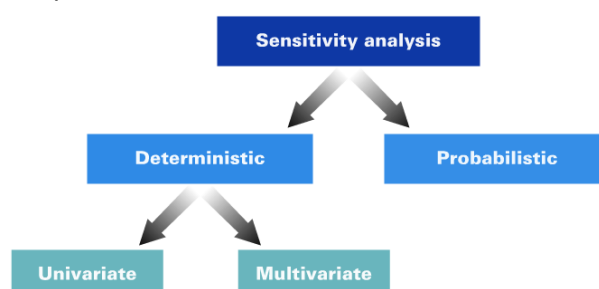 Sensitivity analysis
Deterministic
Probabilistic
Univariate
Multivariate